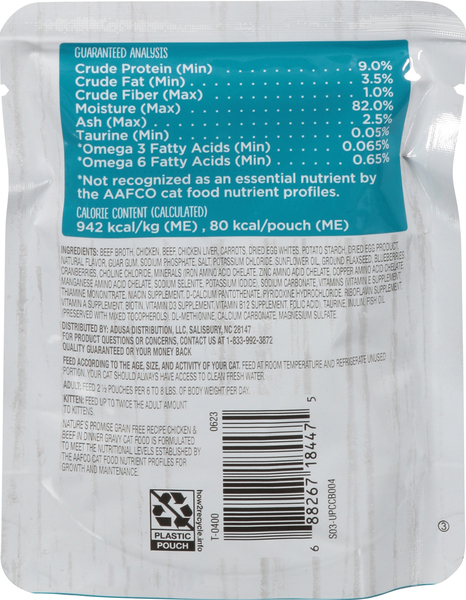 GUARANTEED ANALYSIS
Crude Protein (Min) . . . . . . . . . . . . . . 9.0%
Crude Fat (Min) . . . . . . . . . . . . . . . . . 3.5%
Crude Fiber (Max) . . . . . . . . . . . . . . . 1.0%
Moisture (Max) . . . . . . . . . . . . . . . . . 82.0%
Ash (Max) . . . . . . . . . . . . . . . . . . . . . 2.5%
Taurine (Min) . . . . . . . . . . . . . . . . . . 0.05%
*Omega 3 Fatty Acids (Min) . . . . . . . 0.065%
*Omega 6 Fatty Acids (Min) . . . . . . . 0.65%
*Not recognized as an essential nutrient by
the AAFCO cat food nutrient profiles.
CALORIE CONTENT (CALCULATED)
942 kcal/kg (ME) , 80 kcal/pouch (ME)
INGREDIENTS: BEEF BROTH, CHICKEN, BEEF, CHICKEN LIVER, CARROTS, DRIED EGG WHITES, POTATO STARCH, DRIED EGG PRODUCT,
NATURAL FLAVOR, GUAR GUM, SODIUM PHOSPHATE, SALT, POTASSIUM CHLORIDE, SUNFLOWER OIL, GROUND FLAXSEED, BLUEBERRIES,
CRANBERRIES, CHOLINE CHLORIDE, MINERALS (IRON AMINO ACID CHELATE, ZINC AMINO ACID CHELATE, COPPER AMINO ACID CHELATE,
MANGANESE AMINO ACID CHELATE, SODIUM SELENITE, POTASSIUM IODIDE), SODIUM CARBONATE, VITAMINS (VITAMIN E SUPPLEMENT,
THIAMINE MONONITRATE, NIACIN SUPPLEMENT, D-CALCIUM PANTOTHENATE, PYRIDOXINE HYDROCHLORIDE, RIBOFLAVIN SUPPLEMENT,
VITAMIN A SUPPLEMENT, BIOTIN, VITAMIN D3 SUPPLEMENT, VITAMIN B12 SUPPLEMENT, FOLIC ACID), TAURINE, INULIN, FISH OIL
(PRESERVED WITH MIXED TOCOPHEROLS), DL-METHIONINE, CALCIUM CARBONATE, MAGNESIUM SULFATE.
DISTRIBUTED BY: ADUSA DISTRIBUTION, LLC, SALISBURY, NC 28147
FOR PRODUCT QUESTIONS OR CONCERNS, CONTACT US AT 1-833-992-3872
QUALITY GUARANTEED OR YOUR MONEY BACK
FEED ACCORDING TO THE AGE, SIZE, AND ACTIVITY OF YOUR CAT. FEED AT ROOM TEMPERATURE AND REFRIGERATE UNUSED
PORTION. YOUR CAT SHOULD ALWAYS HAVE ACCESS TO CLEAN FRESH WATER.
ADULT: FEED 2 ½ POUCHES PER 6 TO 8 LBS. OF BODY WEIGHT PER DAY.
KITTEN: FEED UP TO TWICE THE ADULT AMOUNT
TO KITTENS.
NATURE'S PROMISE GRAIN FREE RECIPE CHICKEN &
BEEF IN DINNER GRAVY CAT FOOD IS FORMULATED
TO MEET THE NUTRITIONAL LEVELS ESTABLISHED BY
THE AAFCO CAT FOOD NUTRIENT PROFILES FOR
GROWTH AND MAINTENANCE.
PLASTIC
POUCH
how2recycle.info
T-0400
0623
6 88267 18447 5
S03-UPCCB004
3